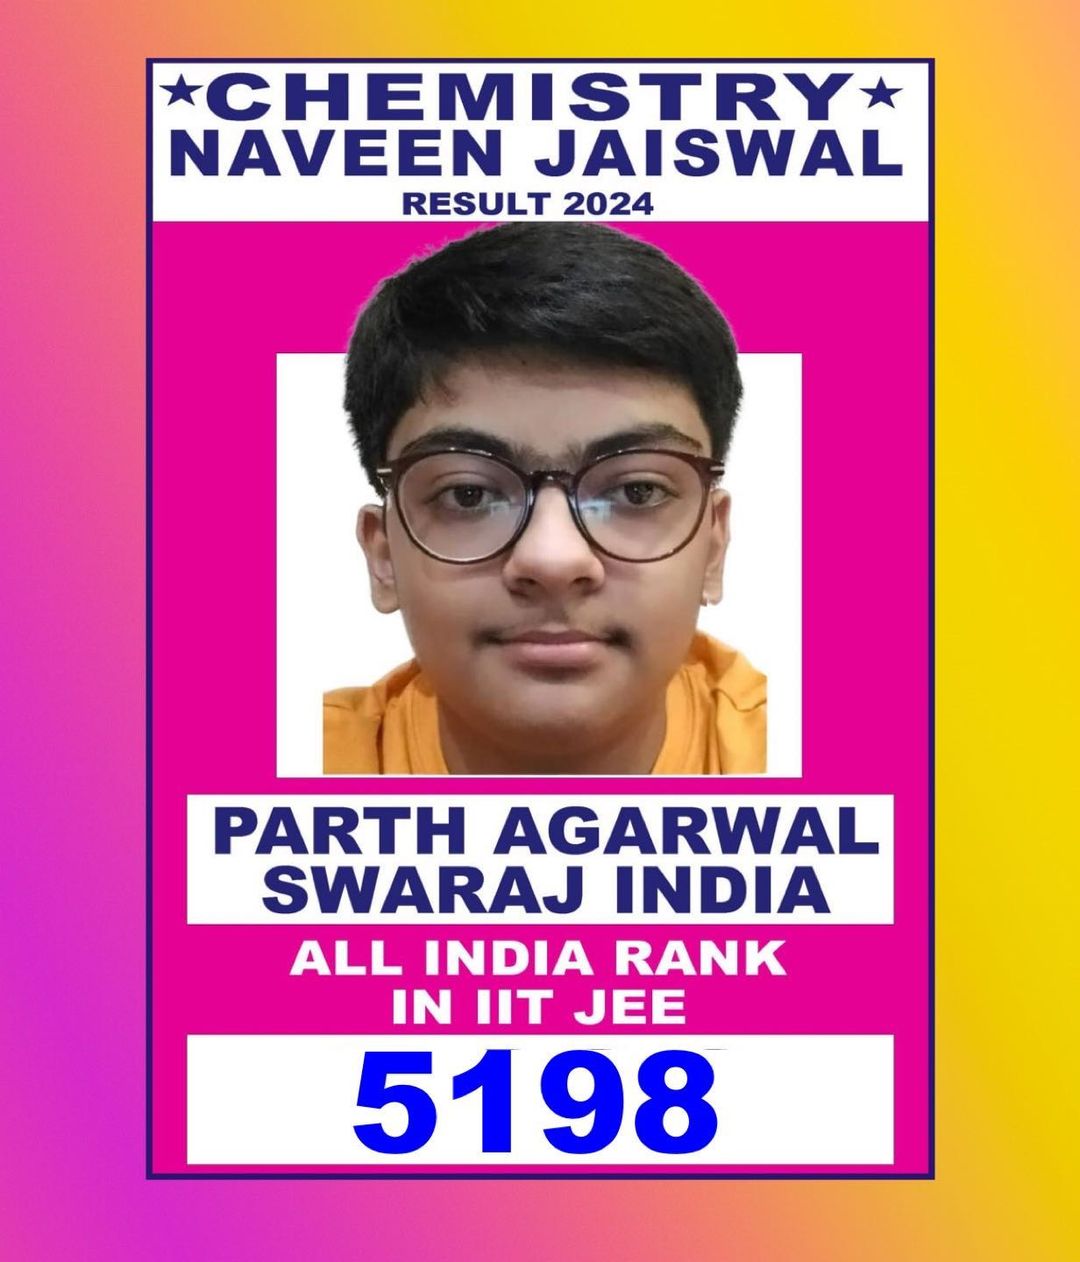 ★CHEMISTRY★
NAVEEN JAISWAL
RESULT 2024
PARTH AGARWAL
SWARAJ INDIA
ALL INDIA RANK
IN IIT JEE
5198